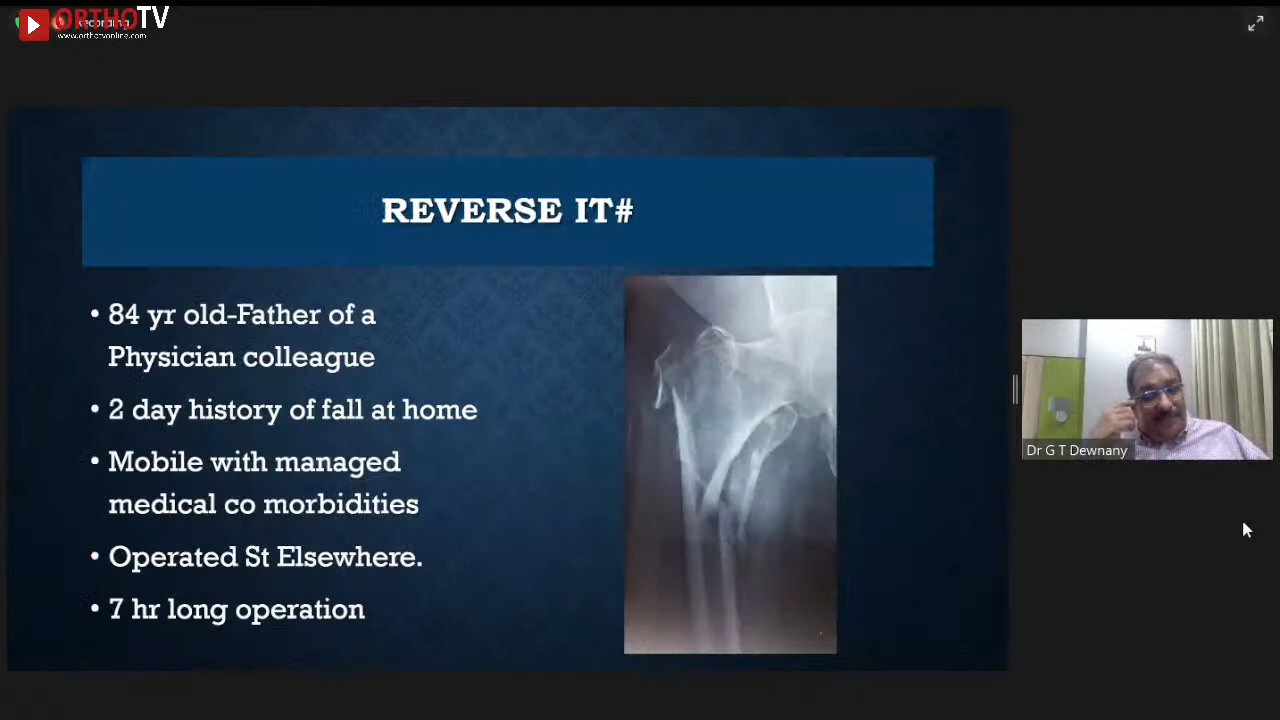 ORTHOTV
Recording
www.orthotvonline.com
REVERSE IT#
• 84 yr old-Father of a
Physician colleague
• 2 day history of fall at home
• Mobile with managed
medical co morbidities
• Operated St Elsewhere.
• 7 hr long operation
Dr G T Dewnany